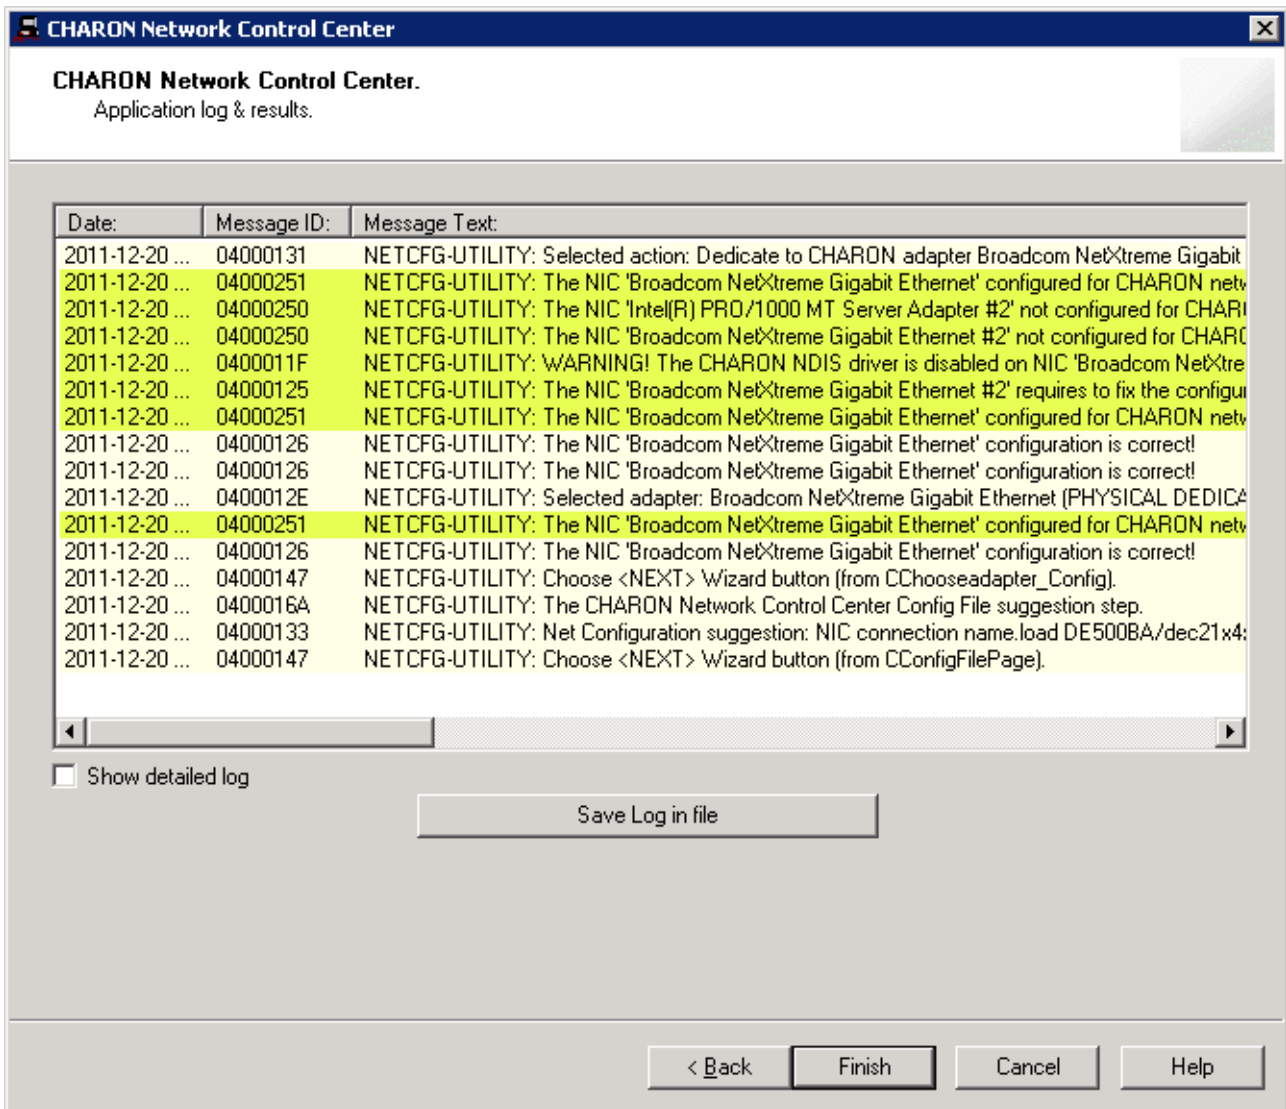 CHARON Network Control Center
CHARON Network Control Center.
Application log & results.
Date: Message ID: Message Text:
2011-12-20 ... 04000131 NETCFG-UTILITY: Selected action: Dedicate to CHARON adapter Broadcom NetXtreme Gigabit
2011-12-20 ... 04000251 NETCFG-UTILITY: The NIC 'Broadcom NetXtreme Gigabit Ethernet' configured for CHARON
2011-12-20 ... 04000250 NETCFG-UTILITY: The NIC 'Intel(R) PRO/1000 MT Server Adapter #2' not configured for
2011-12-20 ... 04000250 NETCFG-UTILITY: The NIC 'Broadcom NetXtreme Gigabit Ethernet #2' not configured for
2011-12-20 ... 0400011F NETCFG-UTILITY: WARNING! The CHARON NDIS driver is disabled on NIC 'Broadcom
2011-12-20 ... 04000125 NETCFG-UTILITY: The NIC 'Broadcom NetXtreme Gigabit Ethernet #2' requires to fix the
2011-12-20 ... 04000251 NETCFG-UTILITY: The NIC 'Broadcom NetXtreme Gigabit Ethernet' configured for CHARON
2011-12-20 ... 04000126 NETCFG-UTILITY: The NIC 'Broadcom NetXtreme Gigabit Ethernet' configuration is correct!
2011-12-20 ... 04000126 NETCFG-UTILITY: The NIC 'Broadcom NetXtreme Gigabit Ethernet' configuration is correct!
2011-12-20 ... 0400012E NETCFG-UTILITY: Selected adapter: Broadcom NetXtreme Gigabit Ethernet (PHYSICAL
2011-12-20 ... 04000251 NETCFG-UTILITY: The NIC 'Broadcom NetXtreme Gigabit Ethernet' configured for CHARON
2011-12-20 ... 04000126 NETCFG-UTILITY: The NIC 'Broadcom NetXtreme Gigabit Ethernet' configuration is correct!
2011-12-20 ... 04000147 NETCFG-UTILITY: Choose <NEXT> Wizard button (from CChooseadapter_Config).
2011-12-20 ... 0400016A NETCFG-UTILITY: The CHARON Network Control Center Config File suggestion step.
2011-12-20 ... 04000133 NETCFG-UTILITY: Net Configuration suggestion: NIC connection name.load
2011-12-20 ... 04000147 NETCFG-UTILITY: Choose <NEXT> Wizard button (from CConfigFilePage).
Show detailed log
Save Log in file
< Back Finish Cancel Help